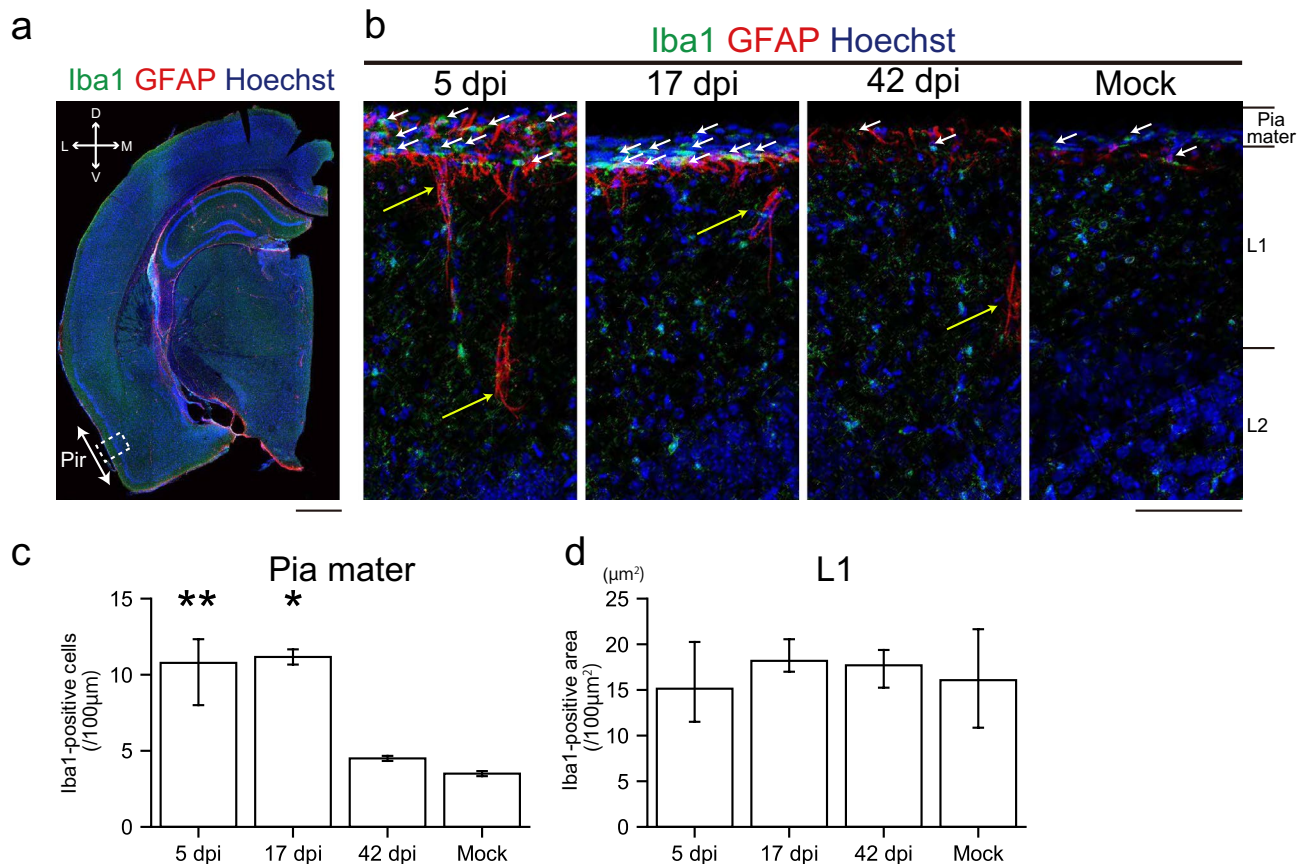 a
Iba1 GFAP Hoechst
D
L M
V
Pir
b
Iba1 GFAP Hoechst
5 dpi 17 dpi 42 dpi Mock
Pia
mater
L1
L2
c
Pia mater
Iba1-positive cells
(/100μm)
15
10
5
0
** *
5 dpi 17 dpi 42 dpi Mock
d
(μm²)
L1
Iba1-positive area
(/100μm²)
25
20
15
10
5
0
5 dpi 17 dpi 42 dpi Mock